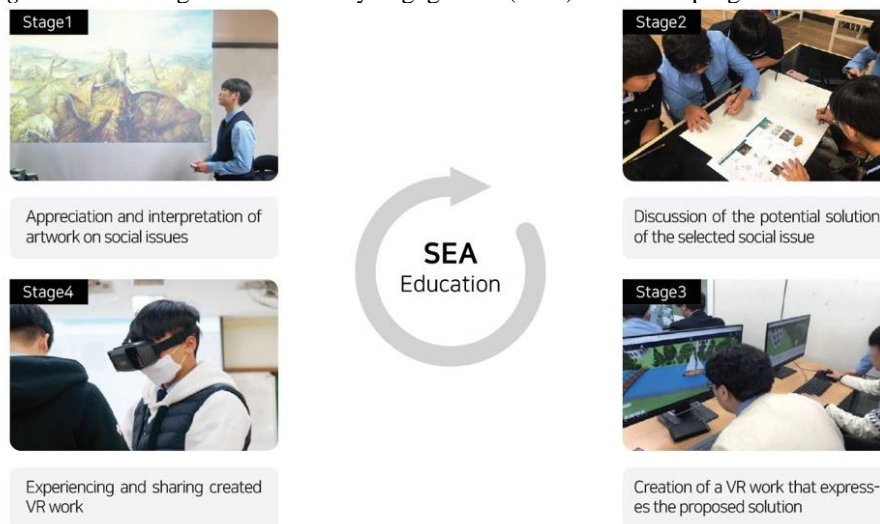 Stage1
Stage2
Appreciation and interpretation of
artwork on social issues
SEA
Education
Discussion of the potential solution
of the selected social issue
Stage4
Stage3
Experiencing and sharing created
VR work
Creation of a VR work that express-
es the proposed solution